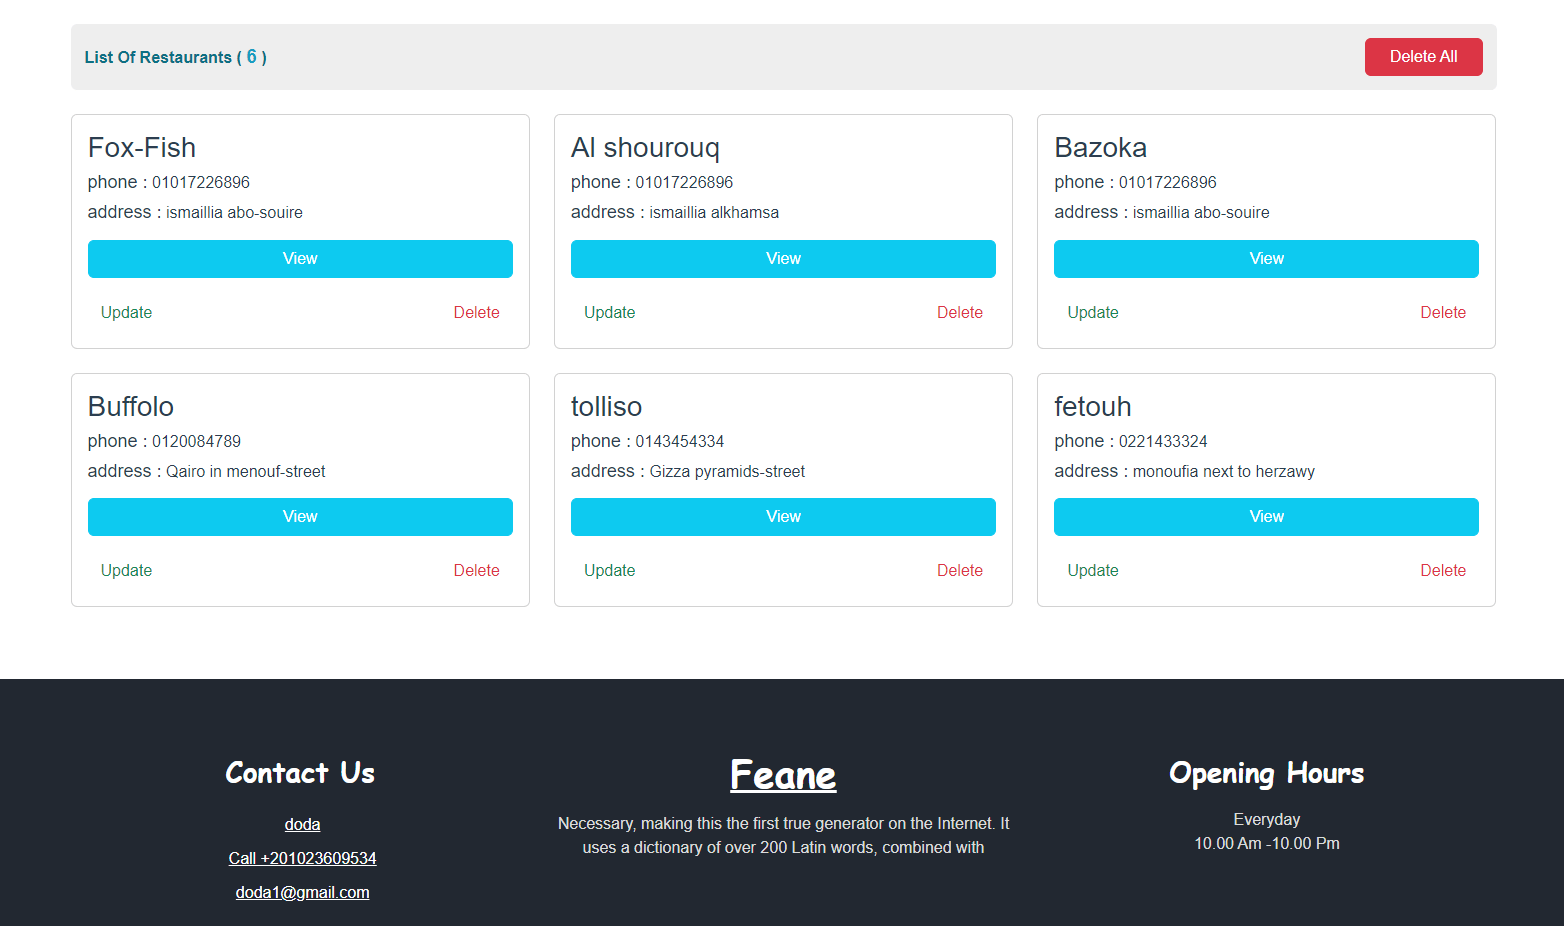 List Of Restaurants ( 6 )
Delete All
Fox-Fish
phone : 01017226896
address : ismaillia abo-souire
View
Update
Delete
Al shourouq
phone : 01017226896
address : ismaillia alkhamsa
View
Update
Delete
Bazoka
phone : 01017226896
address : ismaillia abo-souire
View
Update
Delete
Buffolo
phone : 0120084789
address : Qairo in menouf-street
View
Update
Delete
tolliso
phone : 0143454334
address : Gizza pyramids-street
View
Update
Delete
fetouh
phone : 0221433324
address : monoufia next to herzawy
View
Update
Delete
Contact Us
doda
Call +201023609534
doda1@gmail.com
Feane
Necessary, making this the first true generator on the Internet. It
uses a dictionary of over 200 Latin words, combined with
Opening Hours
Everyday
10.00 Am -10.00 Pm